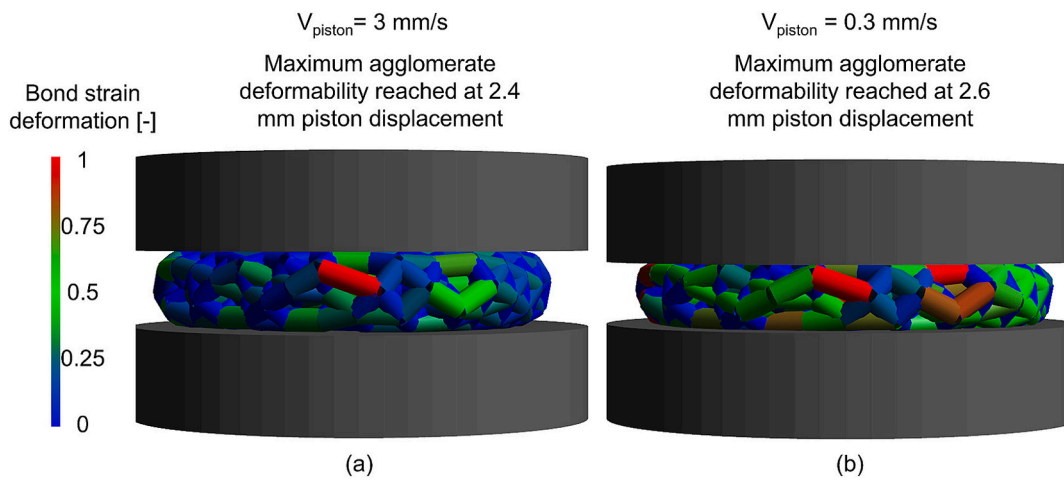 V_piston = 3 mm/s
Maximum agglomerate
deformability reached at 2.4
mm piston displacement
V_piston = 0.3 mm/s
Maximum agglomerate
deformability reached at 2.6
mm piston displacement
Bond strain
deformation [-]
1
0.75
0.5
0.25
0
(a)
(b)